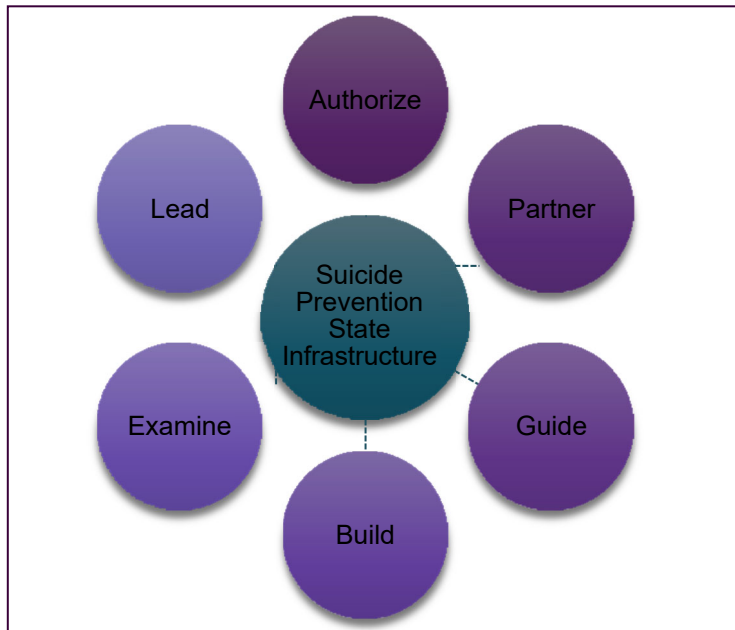 Authorize
Lead
Partner
Suicide
Prevention
State
Infrastructure
Examine
Guide
Build